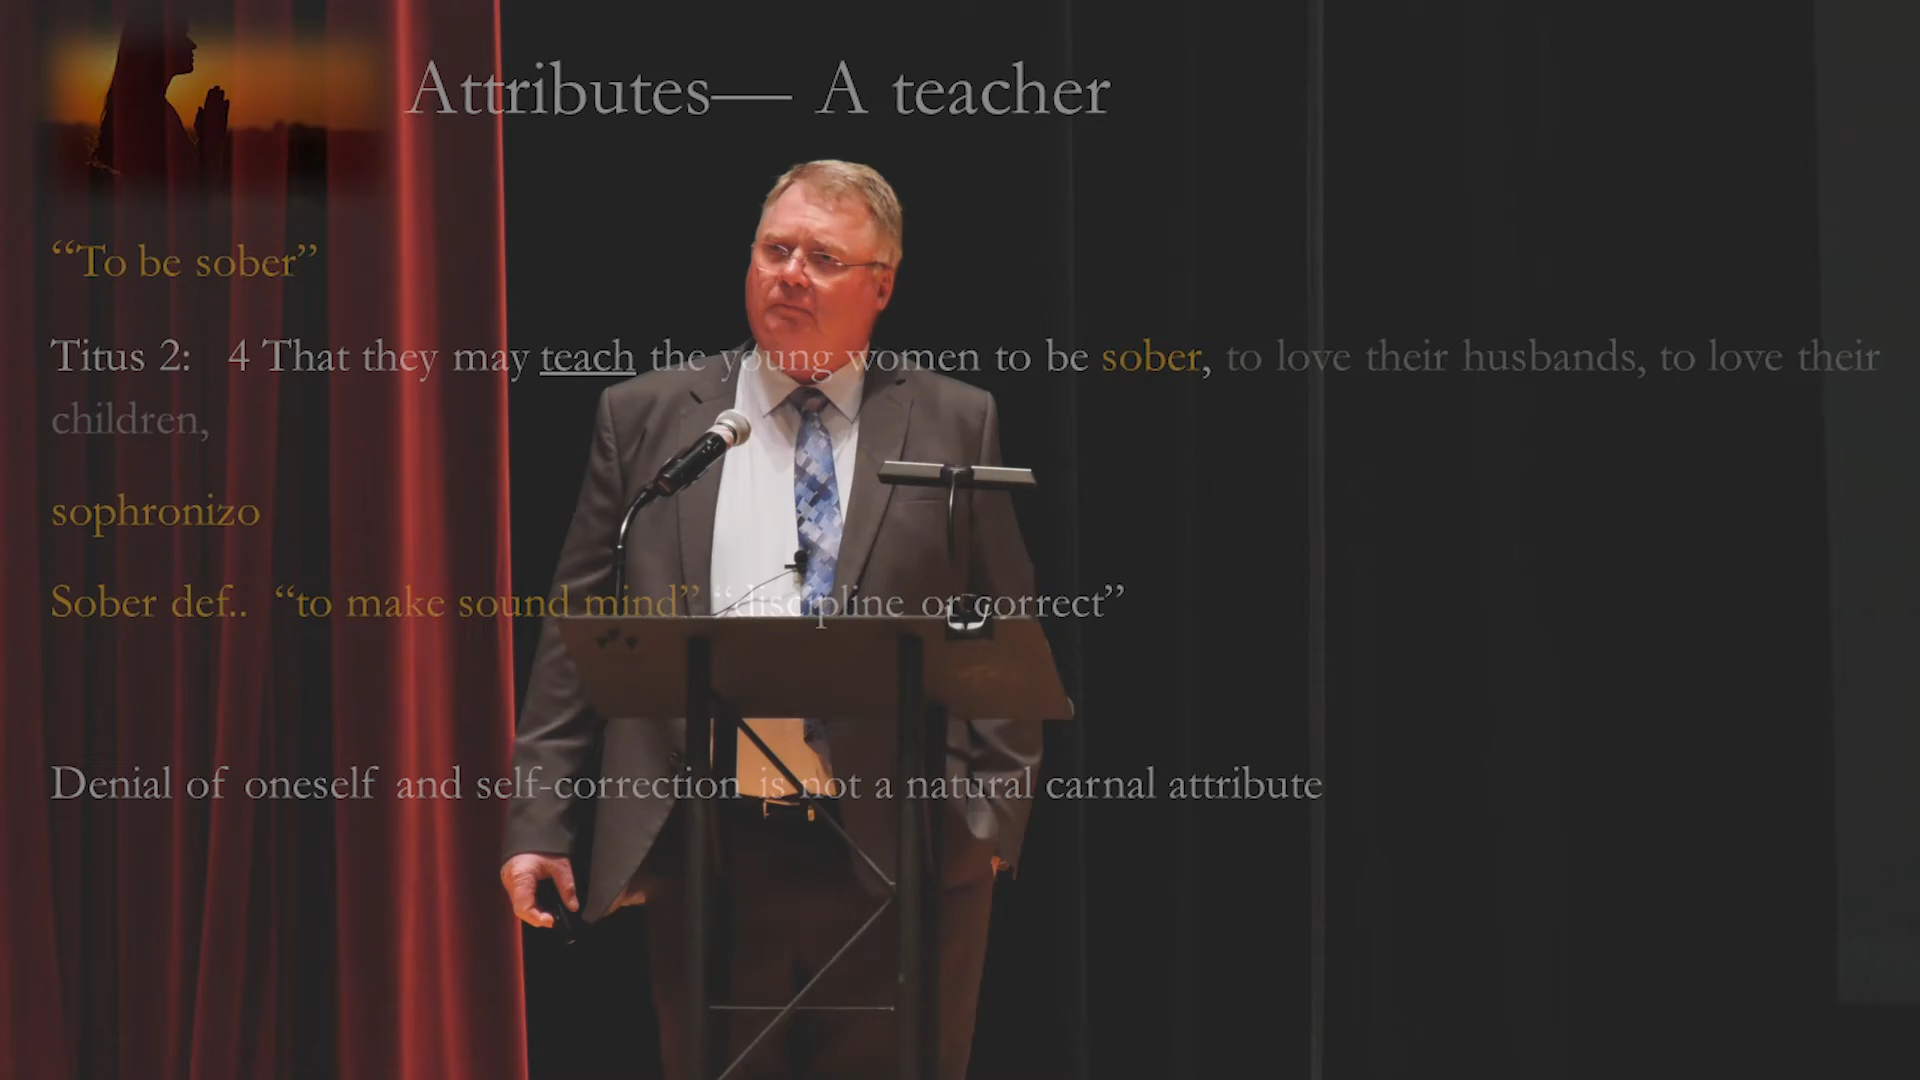 Attributes— A teacher
“To be sober”
Titus 2:   4 That they may teach the young women to be sober, to love their husbands, to love their
children,
sophronizo
Sober def..  “to make sound mind” “discipline or correct”
Denial of oneself and self-correction is not a natural carnal attribute